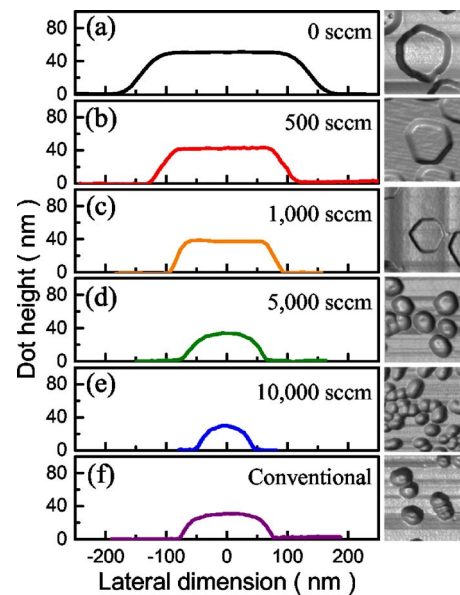 (a) 0 sccm
80
40
0
(b) 500 sccm
80
40
0
(c) 1,000 sccm
80
40
0
(d) 5,000 sccm
80
40
0
(e) 10,000 sccm
80
40
0
(f) Conventional
80
40
0
Dot height ( nm )
-200 -100 0 100 200
Lateral dimension ( nm )